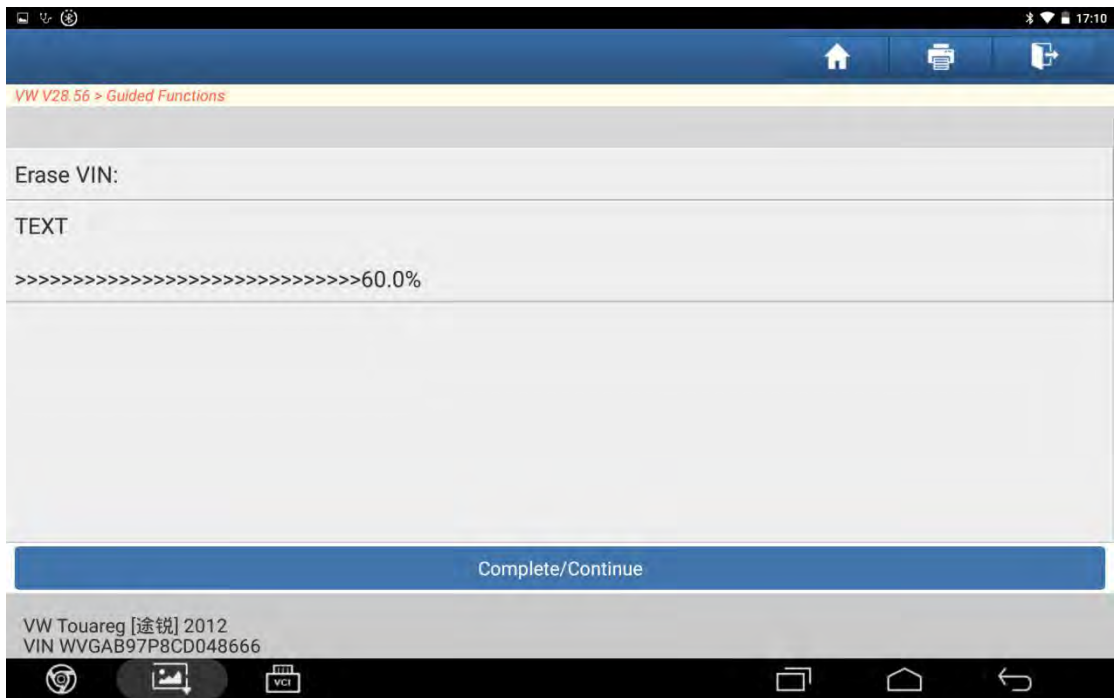 17:10
VW V28.56 > Guided Functions
Erase VIN:
TEXT
>>>>>>>>>>>>>>>>>>>>>>>>>>>>>>60.0%
Complete/Continue
VW Touareg [途锐] 2012
VIN WVGAB97P8CD048666
VCI